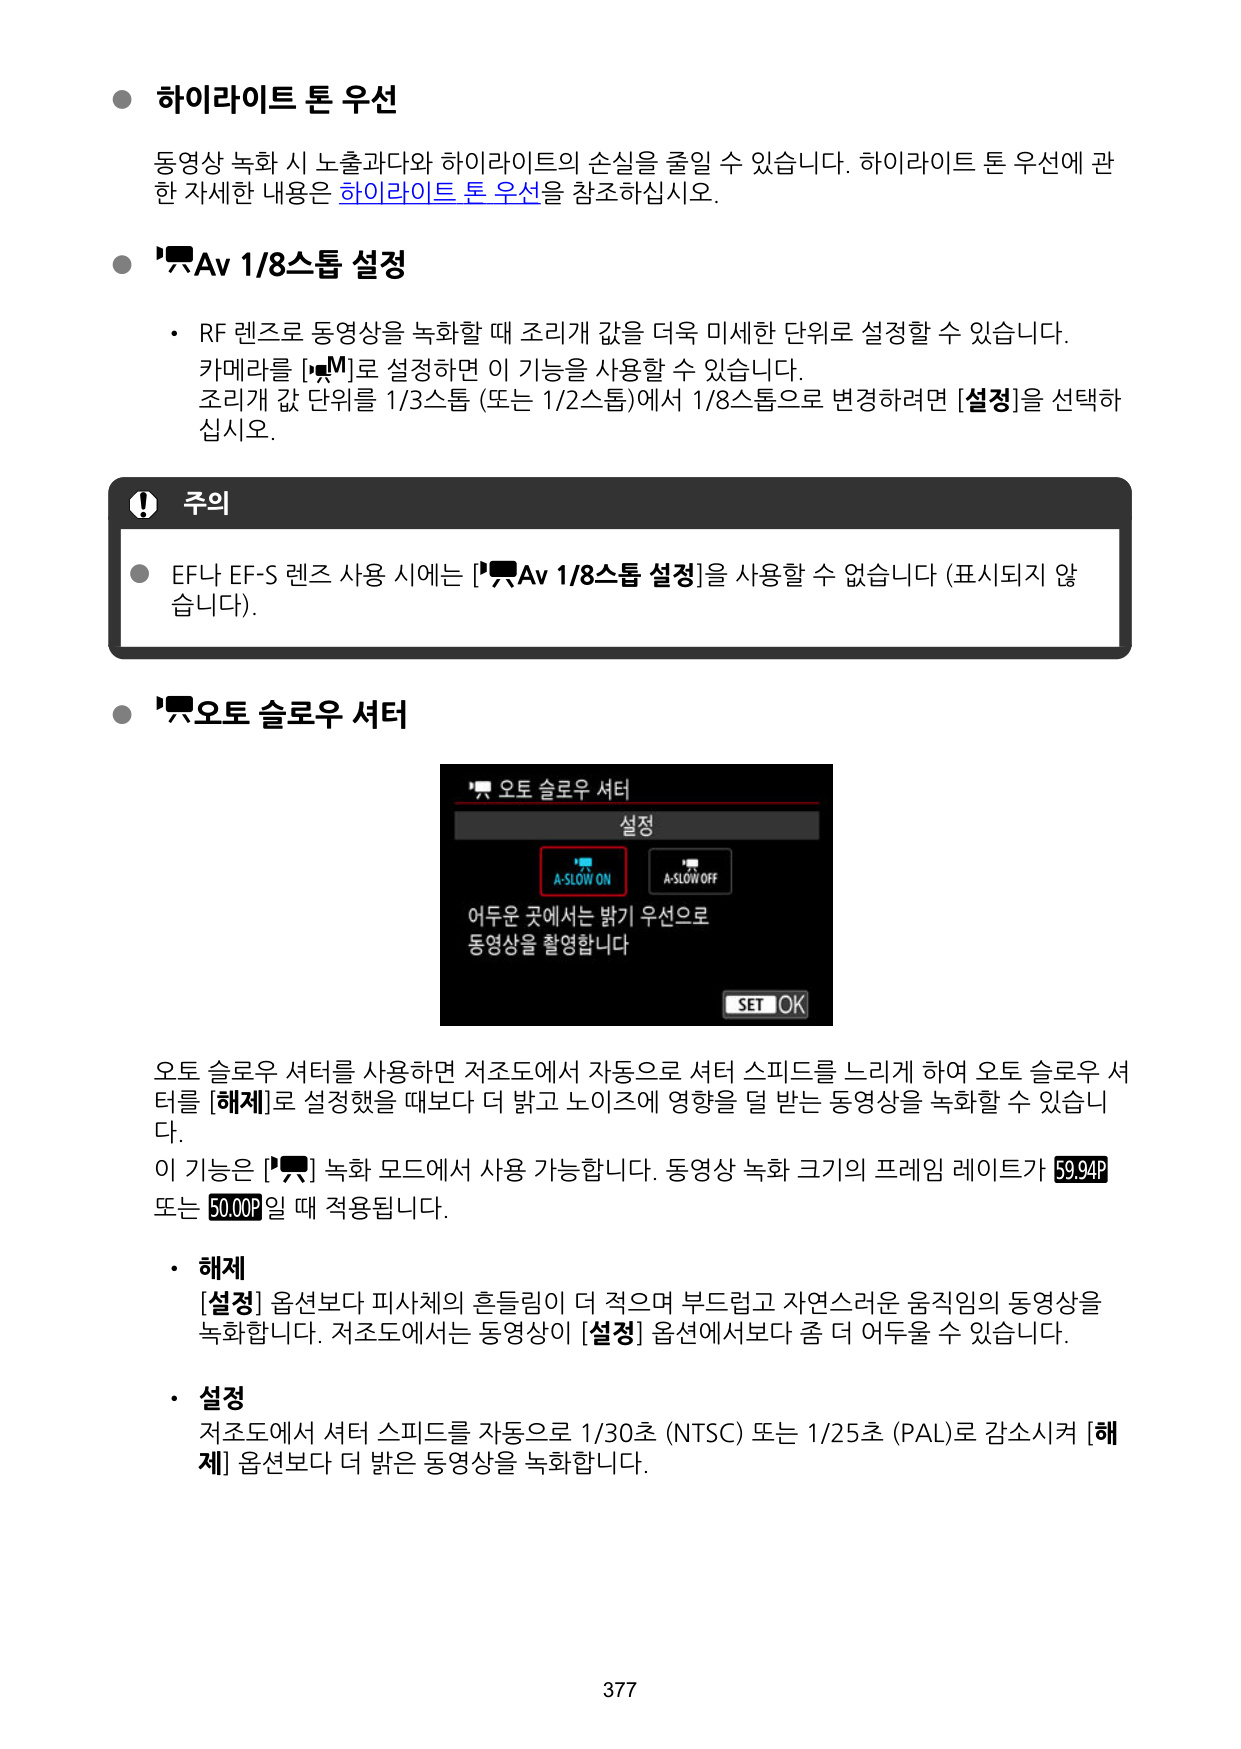 ● 하이라이트 톤 우선
동영상 녹화 시 노출과다와 하이라이트의 손실을 줄일 수 있습니다. 하이라이트 톤 우선에 관
한 자세한 내용은 하이라이트 톤 우선을 참조하십시오.
● Av 1/8스톱 설정
• RF 렌즈로 동영상을 녹화할 때 조리개 값을 더욱 미세한 단위로 설정할 수 있습니다.
카메라를 [M]로 설정하면 이 기능을 사용할 수 있습니다.
조리개 값 단위를 1/3스톱 (또는 1/2스톱)에서 1/8스톱으로 변경하려면 [설정]을 선택하
십시오.
주의
● EF나 EF-S 렌즈 사용 시에는 [Av 1/8스톱 설정]을 사용할 수 없습니다 (표시되지 않
습니다).
● 오토 슬로우 셔터
오토 슬로우 셔터
설정
A-SLOW ON A-SLOW OFF
어두운 곳에서는 밝기 우선으로
동영상을 촬영합니다
SET OK
오토 슬로우 셔터를 사용하면 저조도에서 자동으로 셔터 스피드를 느리게 하여 오토 슬로우 셔
터를 [해제]로 설정했을 때보다 더 밝고 노이즈에 영향을 덜 받는 동영상을 녹화할 수 있습니
다.
이 기능은 [] 녹화 모드에서 사용 가능합니다. 동영상 녹화 크기의 프레임 레이트가 59.94P
또는 50.00P일 때 적용됩니다.
• 해제
[설정] 옵션보다 피사체의 흔들림이 더 적으며 부드럽고 자연스러운 움직임의 동영상을
녹화합니다. 저조도에서는 동영상이 [설정] 옵션에서보다 좀 더 어두울 수 있습니다.
• 설정
저조도에서 셔터 스피드를 자동으로 1/30초 (NTSC) 또는 1/25초 (PAL)로 감소시켜 [해
제] 옵션보다 더 밝은 동영상을 녹화합니다.
377